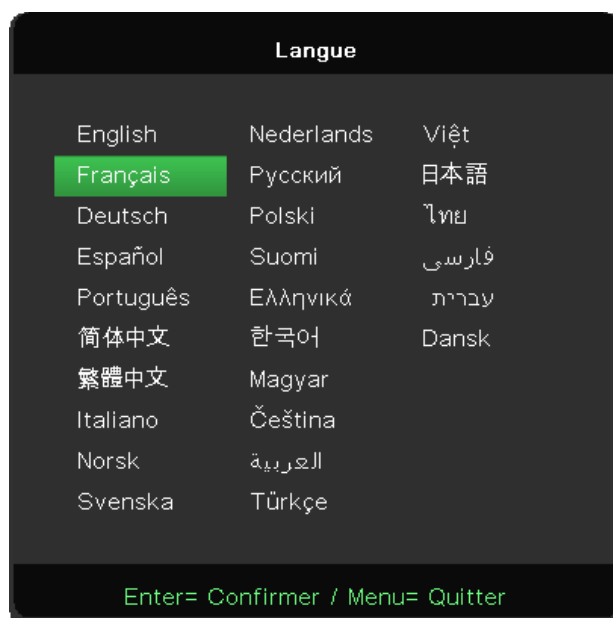 Langue
English
Français
Deutsch
Español
Português
简体中文
繁體中文
Italiano
Norsk
Svenska
Nederlands
Русский
Polski
Suomi
Ελληνικά
한국어
Magyar
Čeština
العربية
Türkçe
Việt
日本語
ไทย
فارسی
עברית
Dansk
Enter= Confirmer / Menu= Quitter